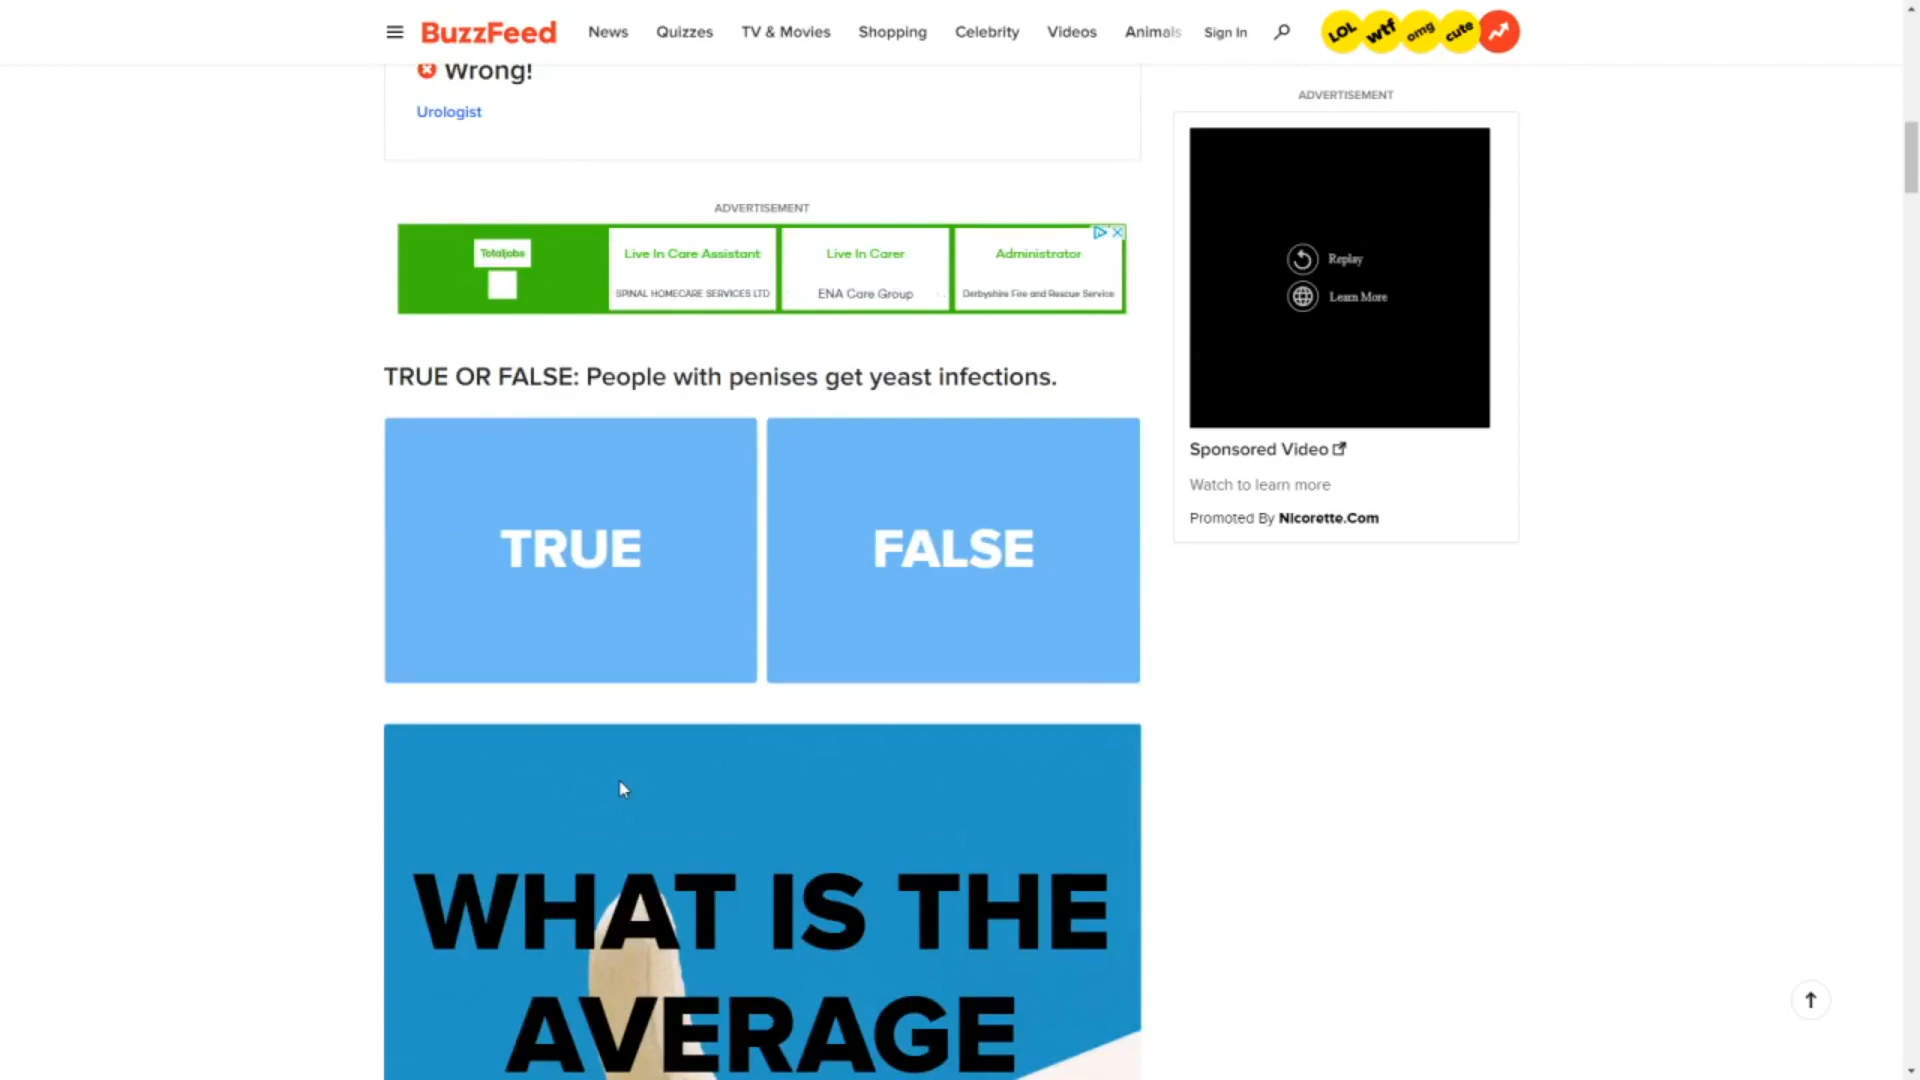 BuzzFeed News Quizzes TV & Movies Shopping Celebrity Videos Animals Sign In LOL wtf omg cute
Wrong!
Urologist
ADVERTISEMENT
Totaljobs
Live In Care Assistant
SPINAL HOMECARE SERVICES LTD
Live In Carer
ENA Care Group
Administrator
Derbyshire Fire and Rescue Service
TRUE OR FALSE: People with penises get yeast infections.
TRUE
FALSE
WHAT IS THE
AVERAGE
ADVERTISEMENT
Replay
Learn More
Sponsored Video
Watch to learn more
Promoted By Nicorette.Com